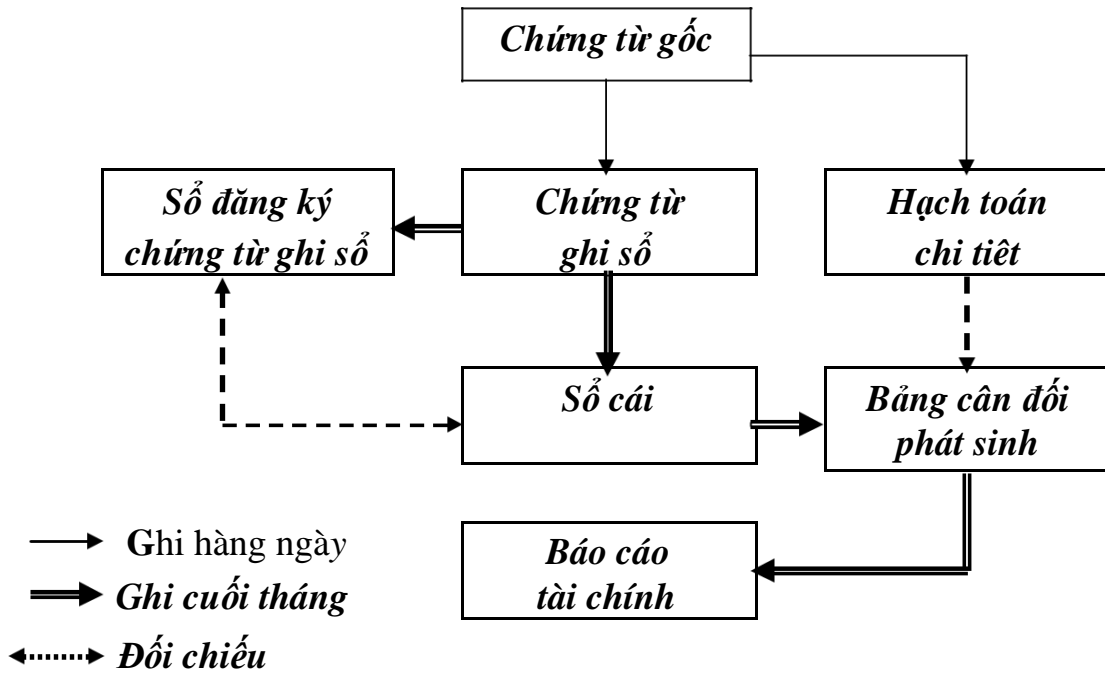 Chứng từ gốc
Sổ đăng ký
chứng từ ghi sổ
Chứng từ
ghi sổ
Hạch toán
chi tiêt
Sổ cái
Bảng cân đối
phát sinh
Báo cáo
tài chính
Ghi hàng ngày
Ghi cuối tháng
Đối chiếu